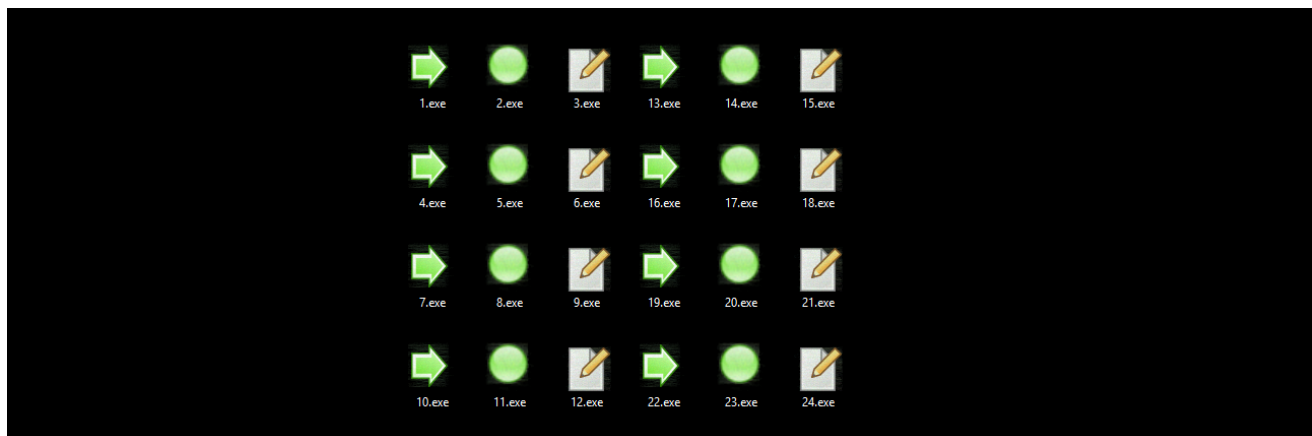 1.exe 2.exe 3.exe 13.exe 14.exe 15.exe
4.exe 5.exe 6.exe 16.exe 17.exe 18.exe
7.exe 8.exe 9.exe 19.exe 20.exe 21.exe
10.exe 11.exe 12.exe 22.exe 23.exe 24.exe